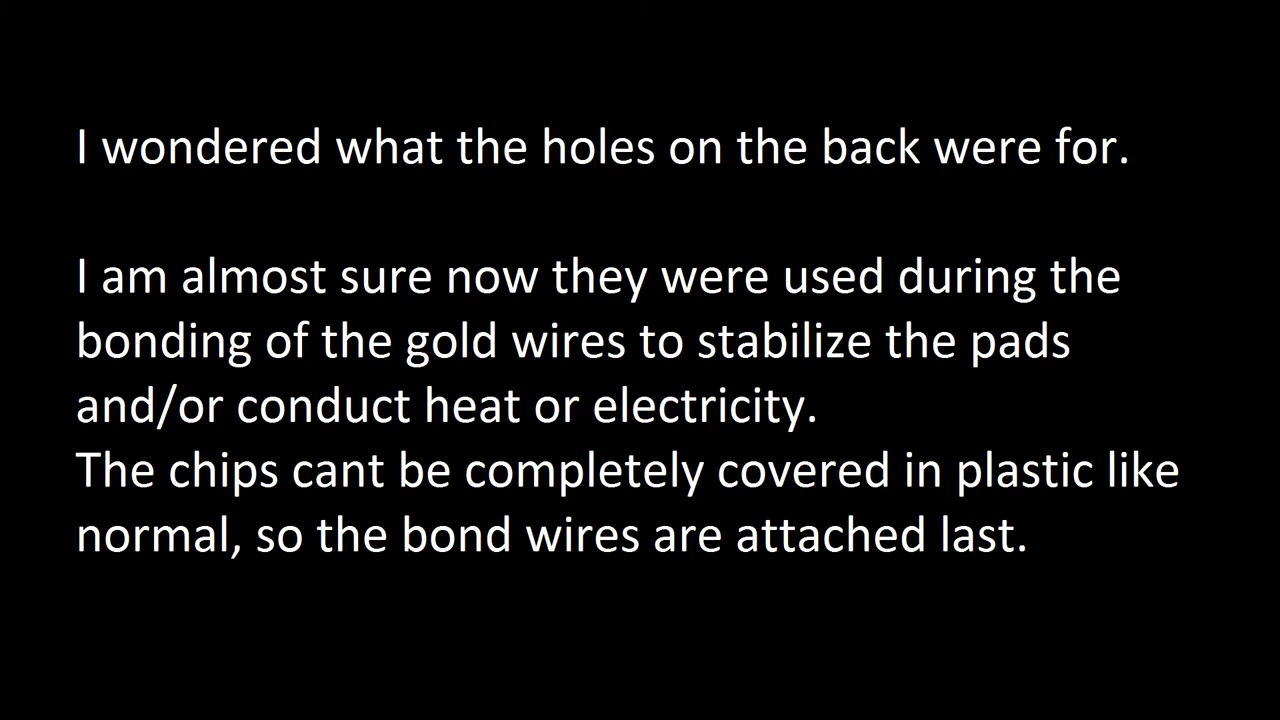 I wondered what the holes on the back were for.
I am almost sure now they were used during the
bonding of the gold wires to stabilize the pads
and/or conduct heat or electricity.
The chips cant be completely covered in plastic like
normal, so the bond wires are attached last.